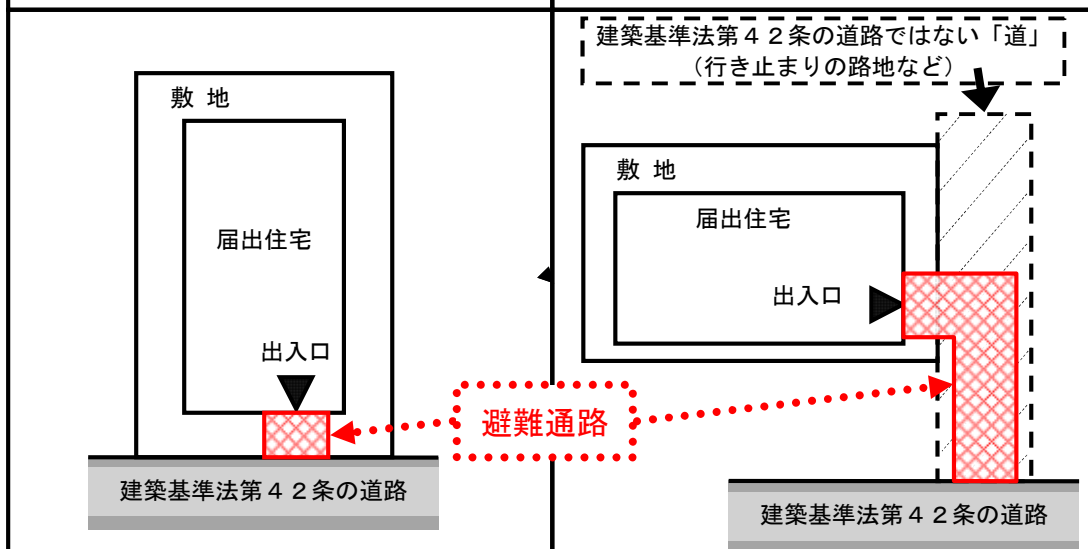 敷 地
届出住宅
出入口
建築基準法第４２条の道路
避難通路
建築基準法第４２条の道路ではない「道」
（行き止まりの路地など）
敷 地
届出住宅
出入口
建築基準法第４２条の道路